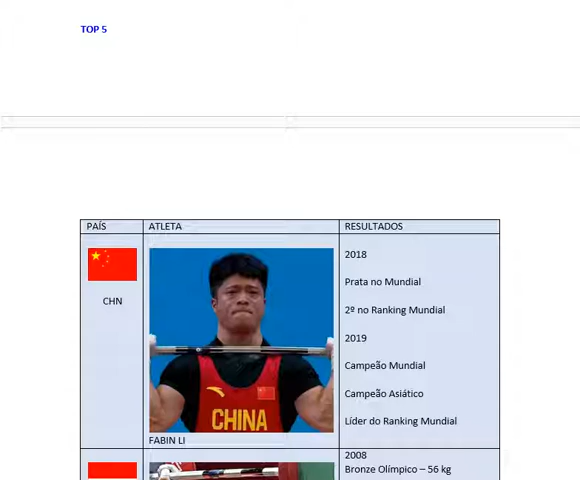 TOP 5
PAÍS ATLETA RESULTADOS
2018
Prata no Mundial
CHN
2º no Ranking Mundial
2019
Campeão Mundial
Campeão Asiático
CHINA
Líder do Ranking Mundial
FABIN LI
2008
Bronze Olímpico – 56 kg